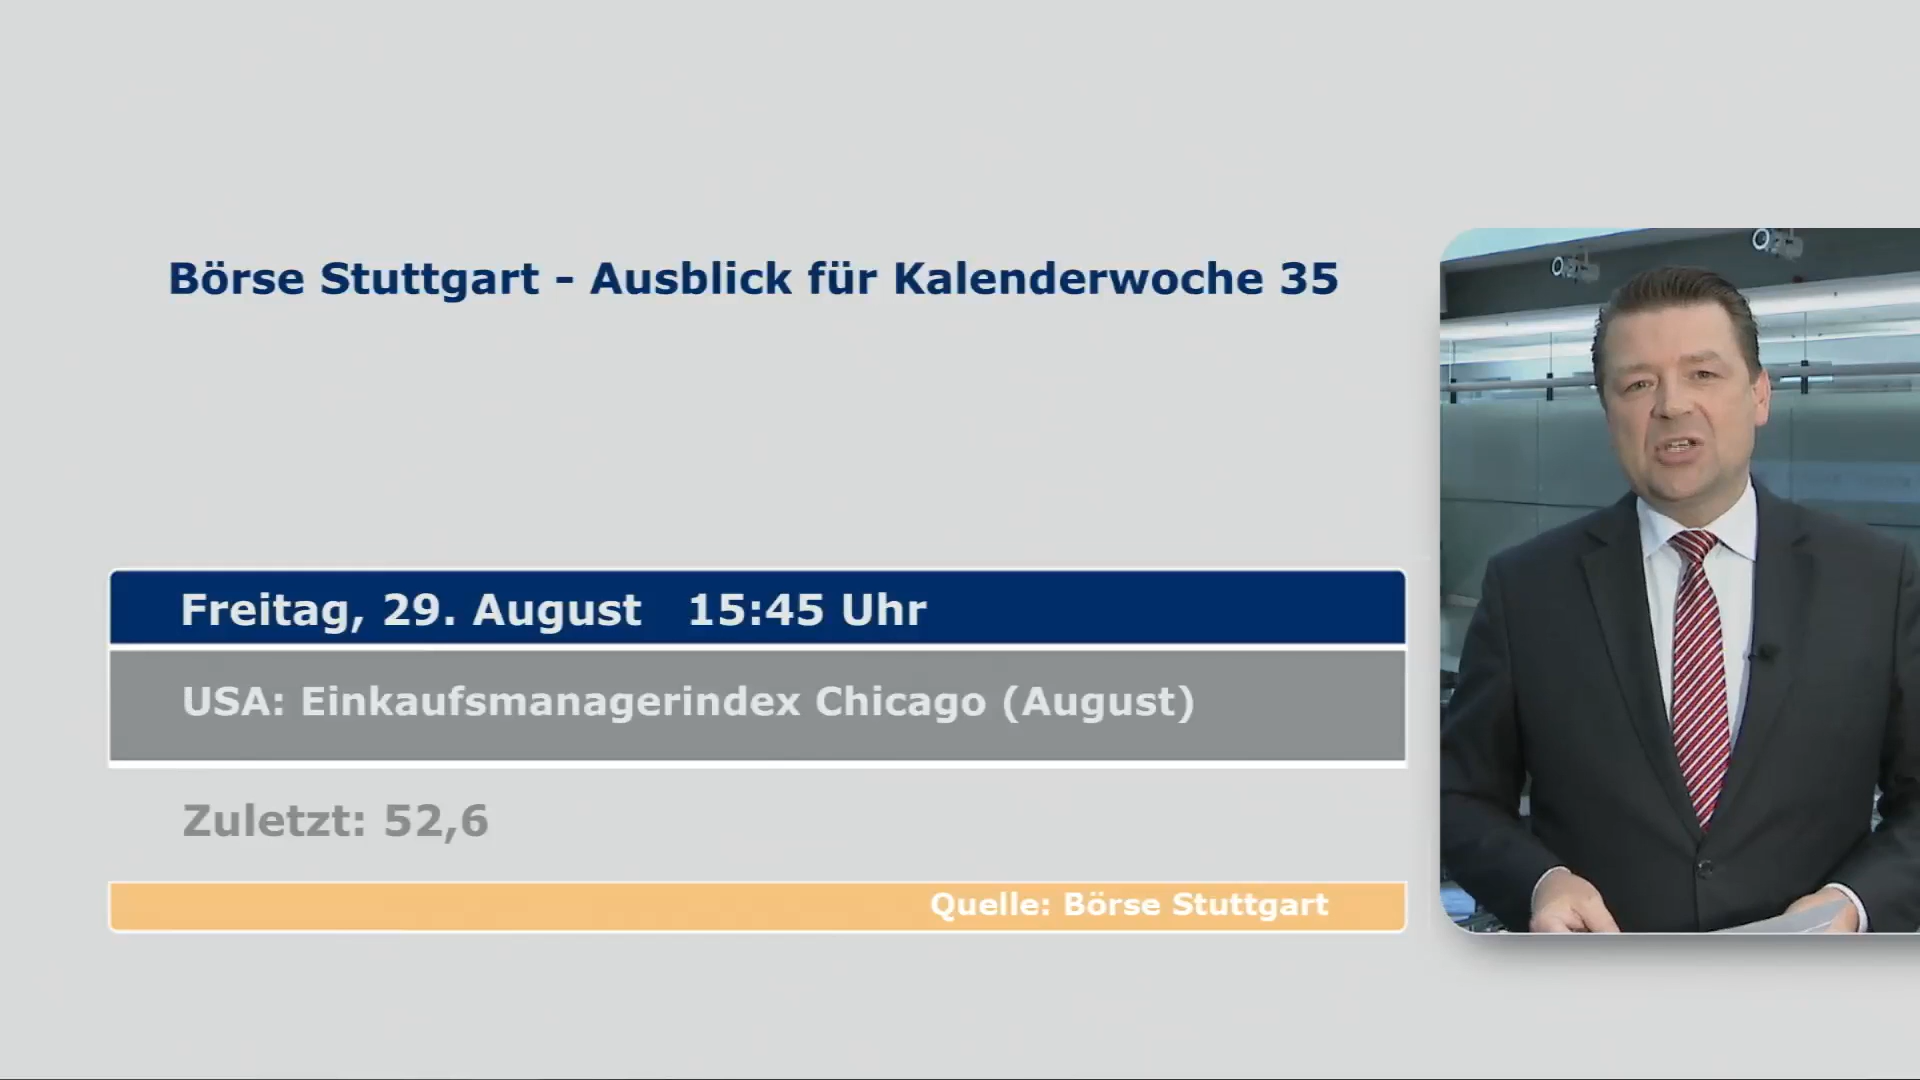 Börse Stuttgart - Ausblick für Kalenderwoche 35
Freitag, 29. August 15:45 Uhr
USA: Einkaufsmanagerindex Chicago (August)
Zuletzt: 52,6
Quelle: Börse Stuttgart